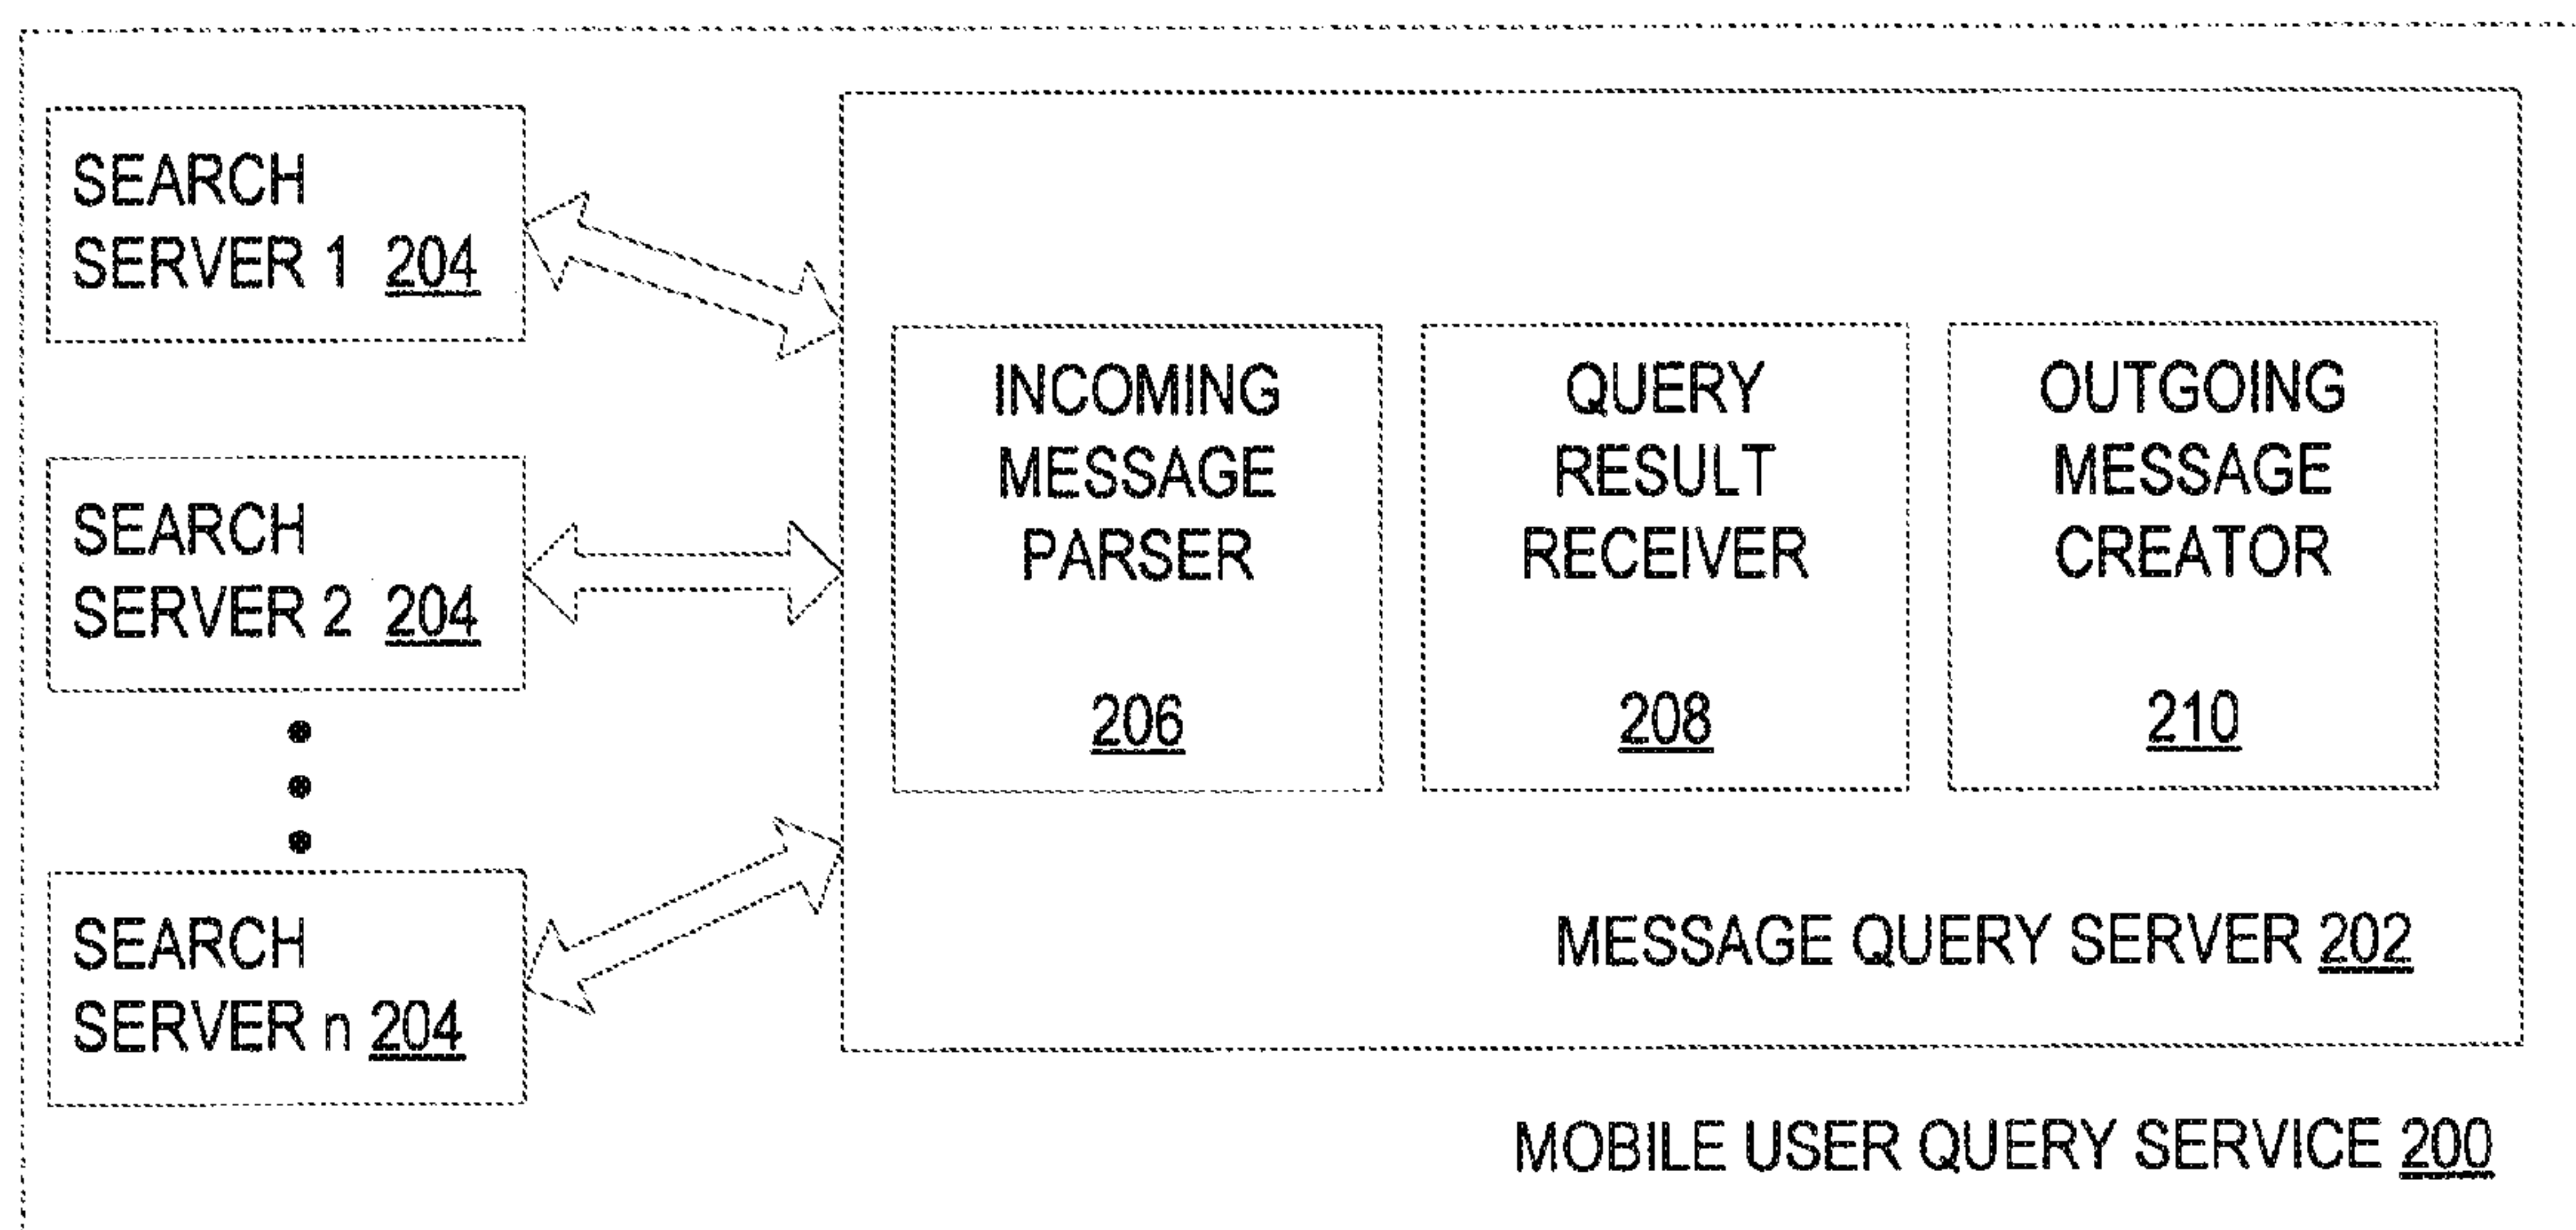 SEARCH
SERVER 1 204
SEARCH
SERVER 2 204
SEARCH
SERVER n 204
INCOMING
MESSAGE
PARSER
206
QUERY
RESULT
RECEIVER
208
OUTGOING
MESSAGE
CREATOR
210
MESSAGE QUERY SERVER 202
MOBILE USER QUERY SERVICE 200